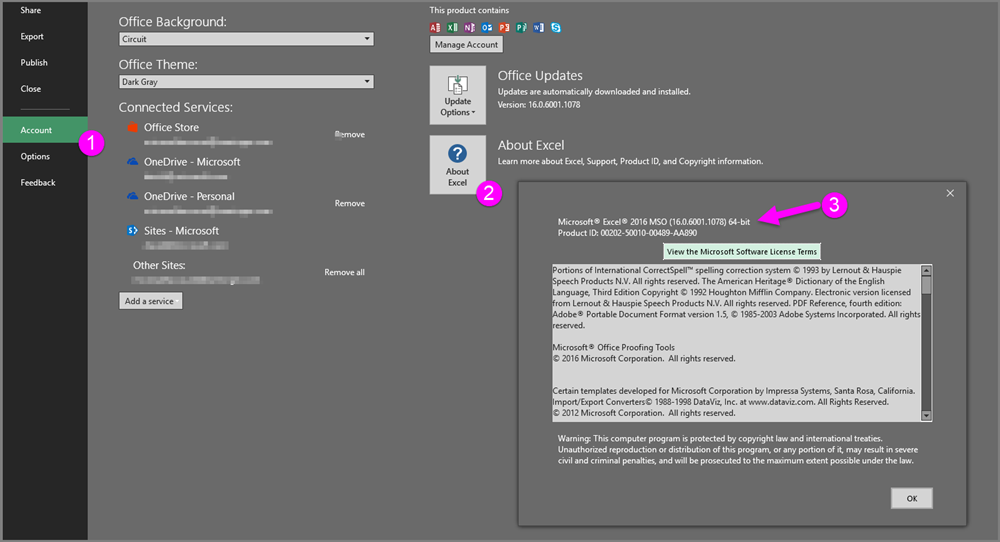 Share
Export
Publish
Close
Account
1
Options
Feedback
Office Background:
Circuit
Office Theme:
Dark Gray
Connected Services:
Office Store
Remove
OneDrive - Microsoft
OneDrive - Personal
Remove
Sites - Microsoft
Other Sites:
Remove all
Add a service
This product contains
Manage Account
Update
Options
Office Updates
Updates are automatically downloaded and installed.
Version: 16.0.6001.1078
About
Excel
2
About Excel
Learn more about Excel, Support, Product ID, and Copyright information.
3
Microsoft® Excel® 2016 MSO (16.0.6001.1078) 64-bit
Product ID: 00202-50010-00489-AA890
View the Microsoft Software License Terms
Portions of International CorrectSpell™ spelling correction system © 1993 by Lernout & Hauspie
Speech Products N.V. All rights reserved. The American Heritage® Dictionary of the English
Language, Third Edition Copyright © 1992 Houghton Mifflin Company. Electronic version licensed
from Lernout & Hauspie Speech Products N.V. All rights reserved. PDF Reference, fourth edition:
Adobe® Portable Document Format version 1.5, © 1985-2003 Adobe Systems Incorporated. All rights
reserved.
Microsoft® Office Proofing Tools
© 2016 Microsoft Corporation.  All rights reserved.
Certain templates developed for Microsoft Corporation by Impressa Systems, Santa Rosa, California.
Import/Export Converters© 1988-1998 DataViz, Inc. at www.dataviz.com. All Rights Reserved.
© 2012 Microsoft Corporation.  All rights reserved.
Warning: This computer program is protected by copyright law and international treaties.
Unauthorized reproduction or distribution of this program, or any portion of it, may result in severe
civil and criminal penalties, and will be prosecuted to the maximum extent possible under the law.
OK